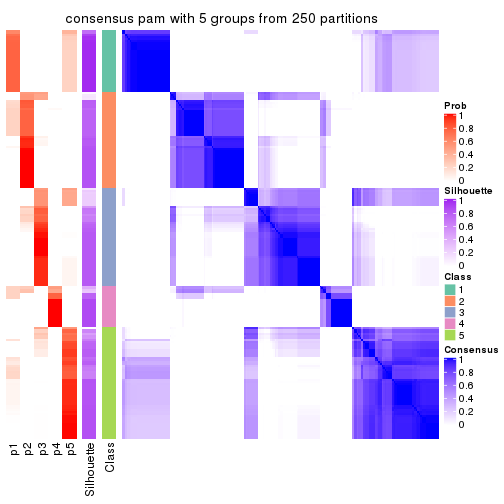 consensus pam with 5 groups from 250 partitions
Prob
1
0.8
0.6
0.4
0.2
0
Silhouette
1
0.8
0.6
0.4
0.2
0
Class
1
2
3
4
5
Consensus
1
0.8
0.6
0.4
0.2
0
p1
p2
p3
p4
p5
Silhouette
Class